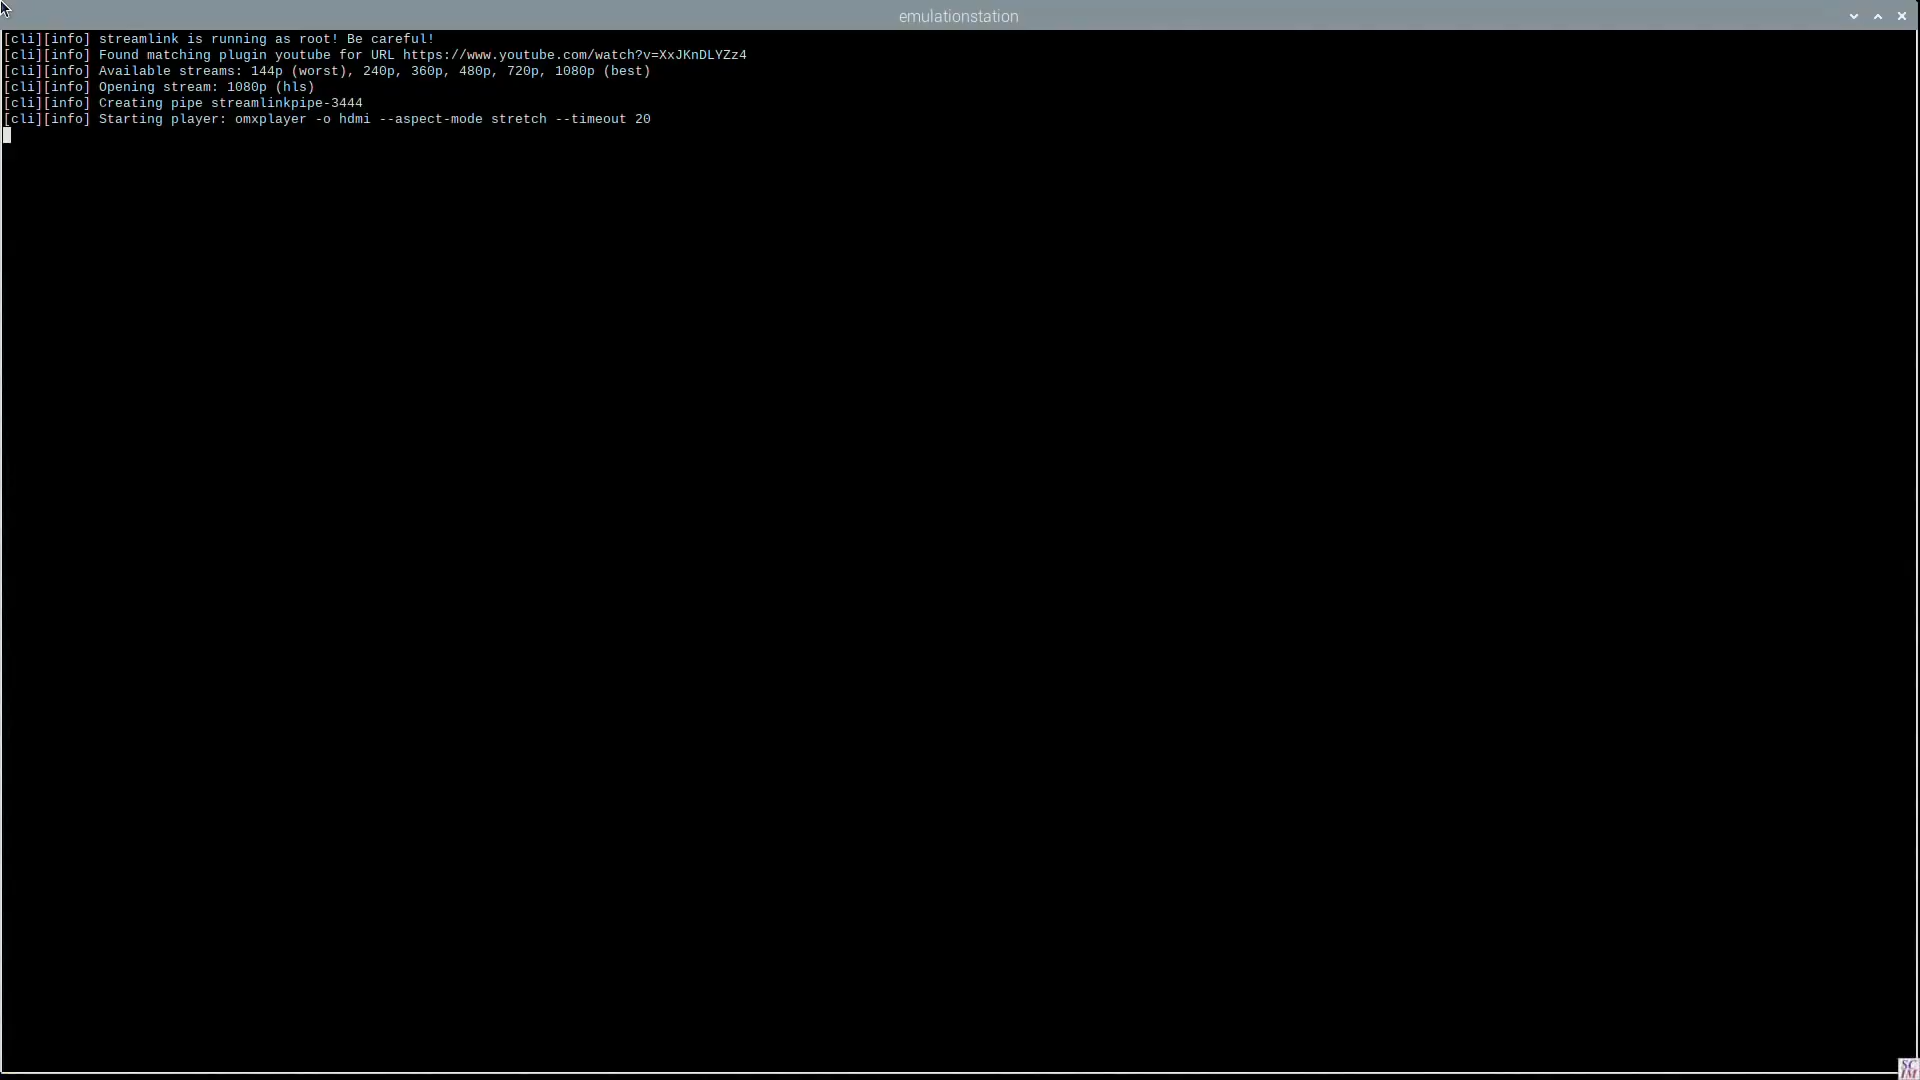 emulationstation
[cli][info] streamlink is running as root! Be careful!
[cli][info] Found matching plugin youtube for URL https://www.youtube.com/watch?v=XxJKnDLYZz4
[cli][info] Available streams: 144p (worst), 240p, 360p, 480p, 720p, 1080p (best)
[cli][info] Opening stream: 1080p (hls)
[cli][info] Creating pipe streamlinkpipe-3444
[cli][info] Starting player: omxplayer -o hdmi --aspect-mode stretch --timeout 20
SC
IM